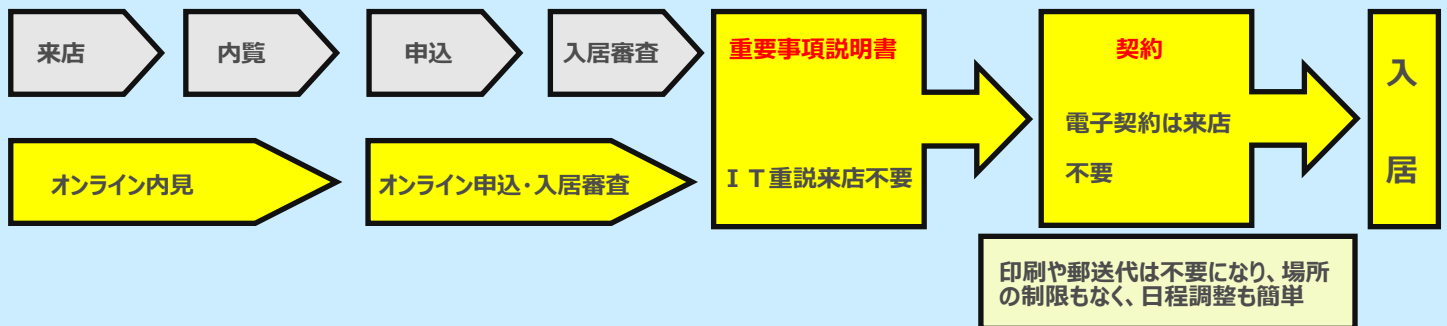 来店
内覧
申込
入居審査
オンライン内見
オンライン申込・入居審査
重要事項説明書
ＩＴ重説来店不要
契約
電子契約は来店
不要
入
居
印刷や郵送代は不要になり、場所
の制限もなく、日程調整も簡単